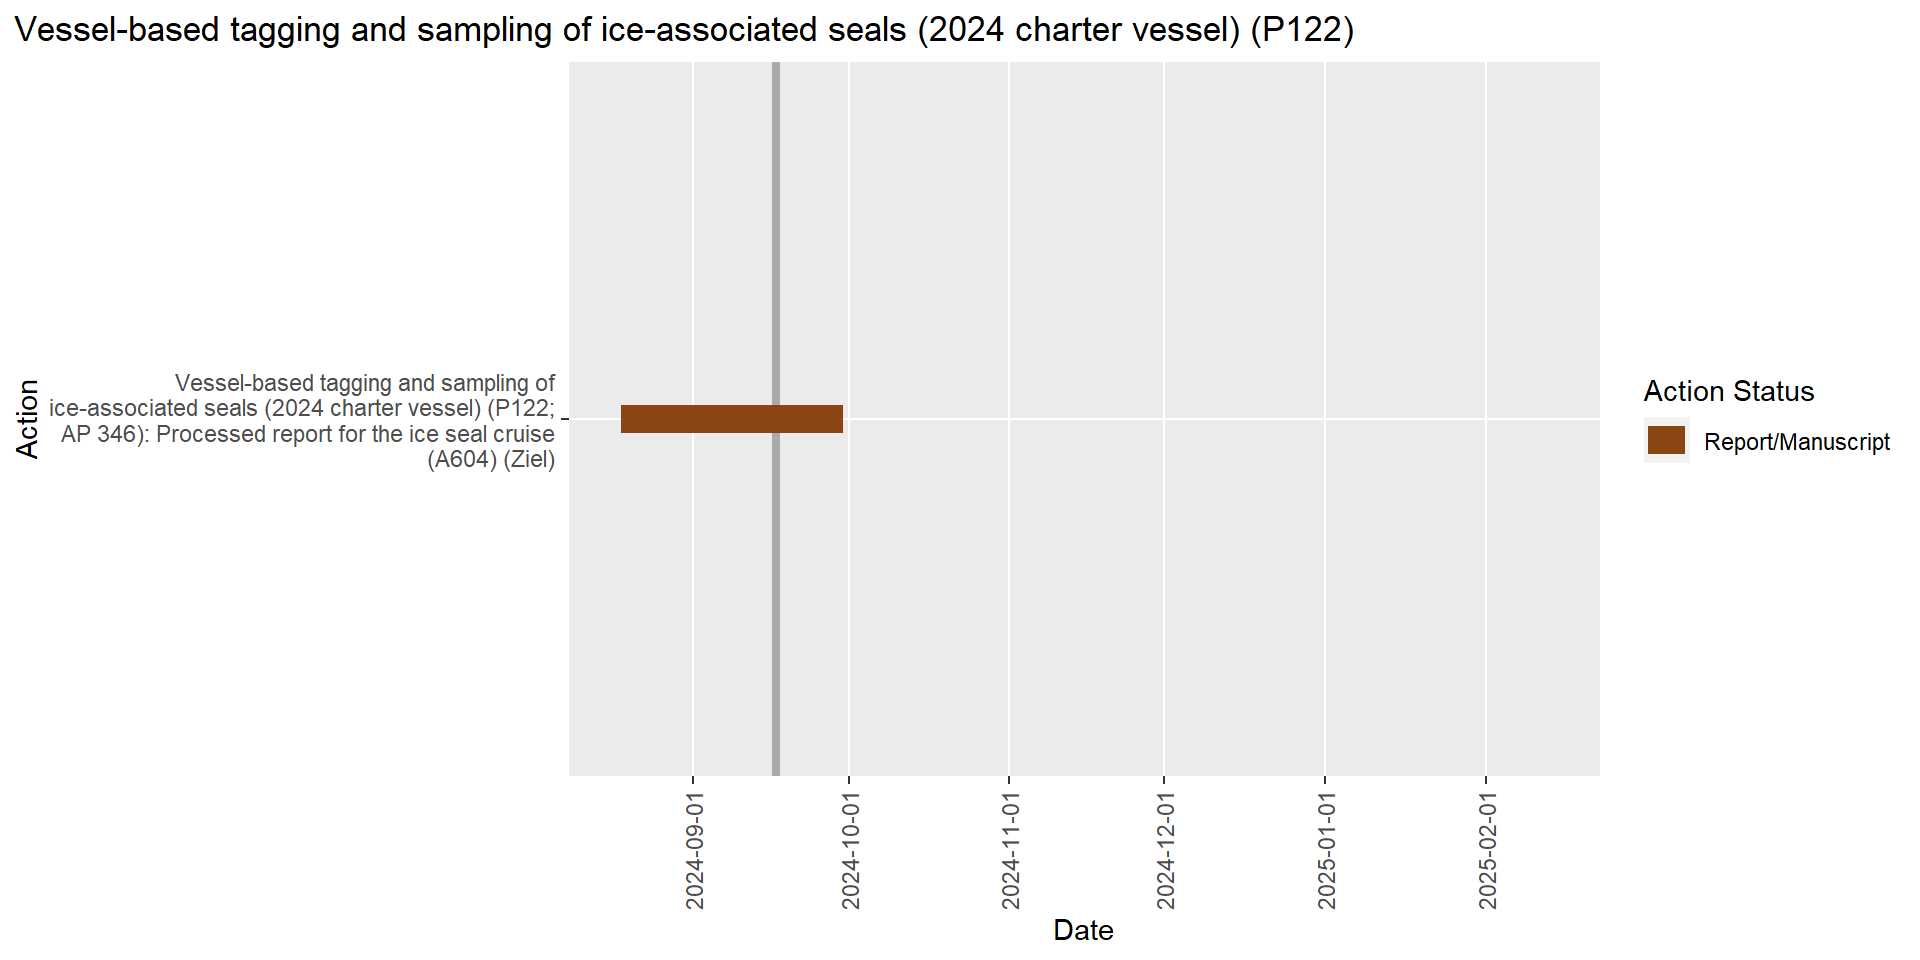 Vessel-based tagging and sampling of ice-associated seals (2024 charter vessel) (P122)
Action
Vessel-based tagging and sampling of
ice-associated seals (2024 charter vessel) (P122;
AP 346): Processed report for the ice seal cruise
(A604) (Ziel)
Action Status
Report/Manuscript
2024-09-01
2024-10-01
2024-11-01
2024-12-01
2025-01-01
2025-02-01
Date